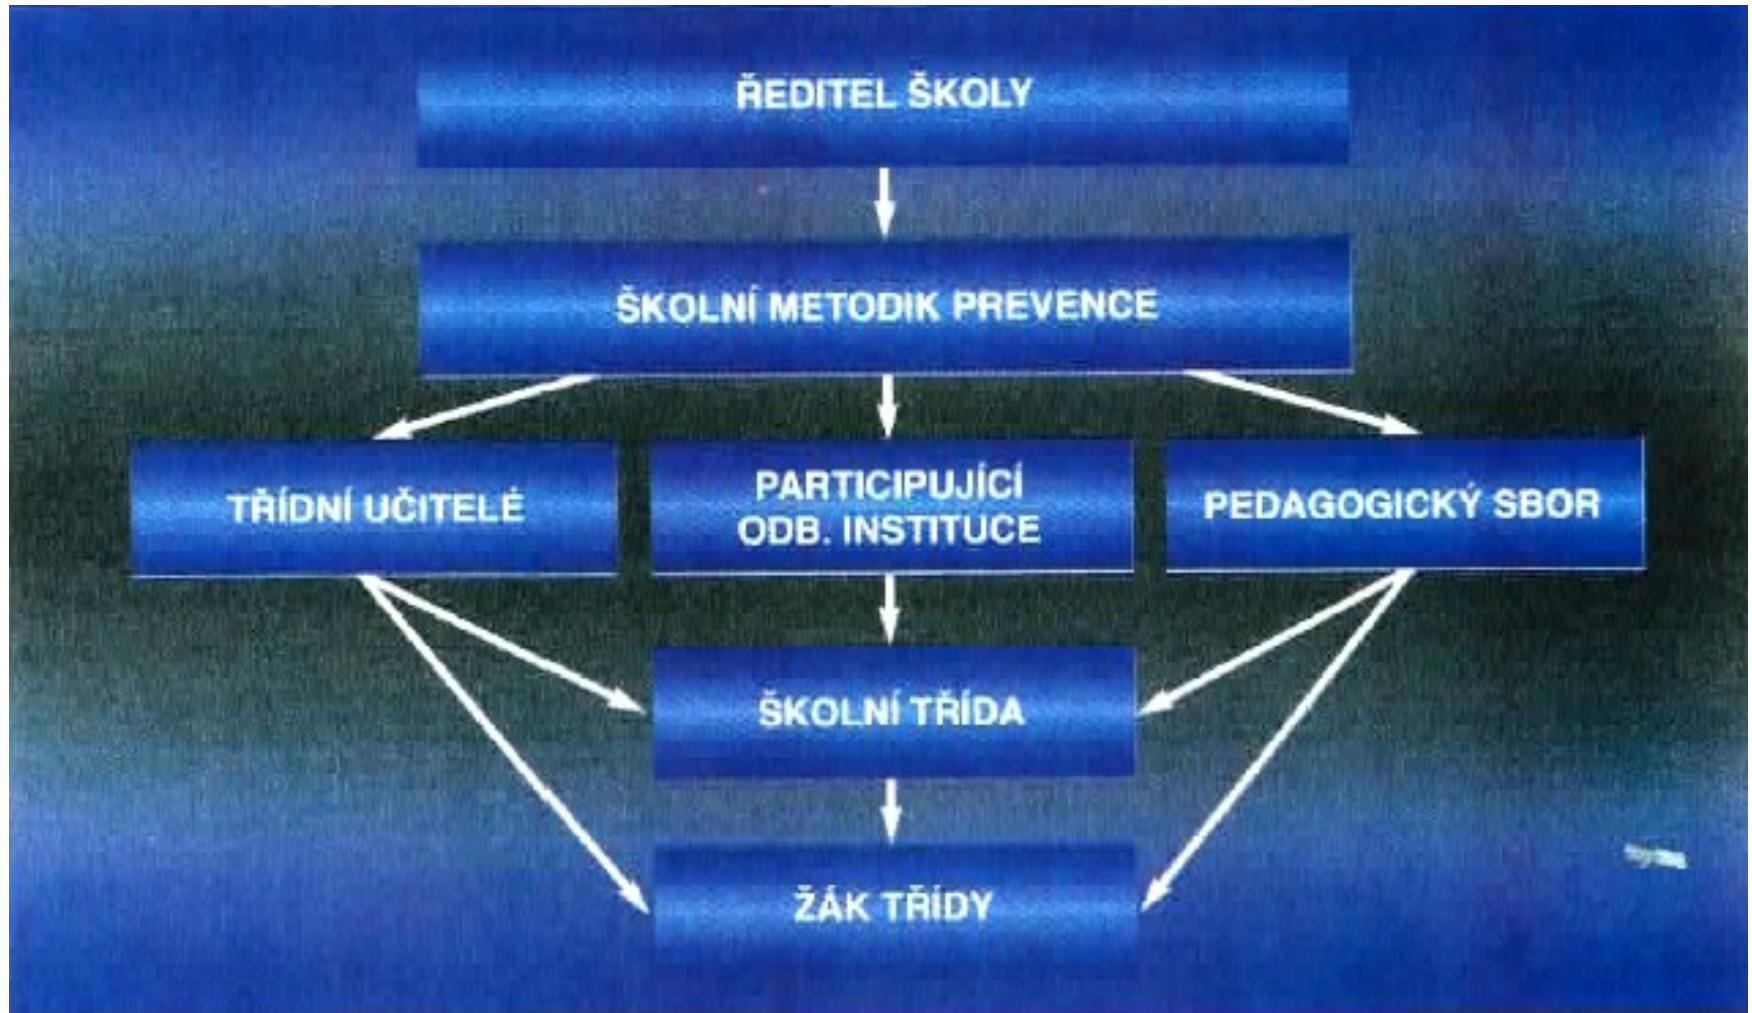 ŘEDITEL ŠKOLY
ŠKOLNÍ METODIK PREVENCE
TŘÍDNÍ UČITELÉ
PARTICIPUJÍCÍ
ODB. INSTITUCE
PEDAGOGICKÝ SBOR
ŠKOLNÍ TŘÍDA
ŽÁK TŘÍDY